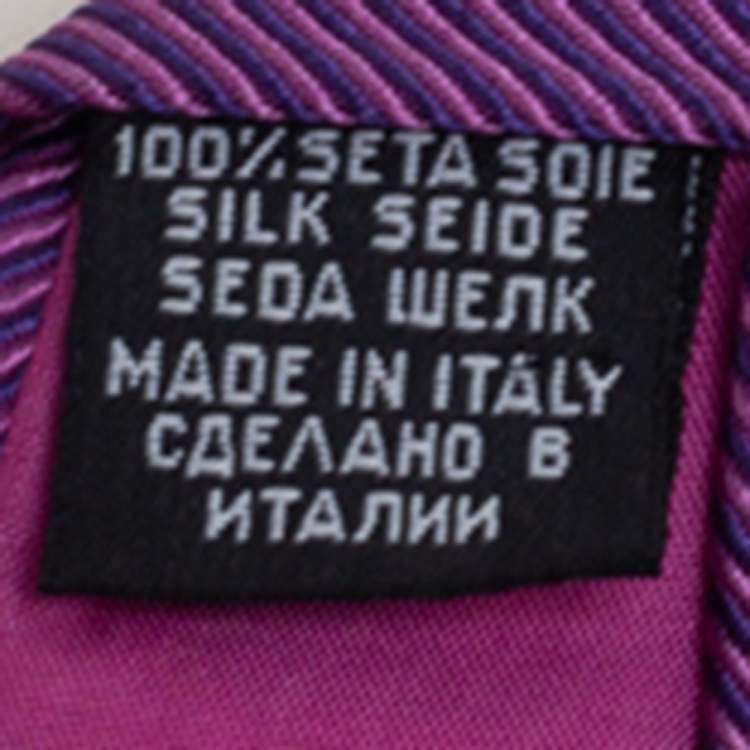 100% SETA SOIE
SILK SEIDE
SEDA ШЕЛК
MADE IN ITALY
СДЕЛАНО В
ИТАЛИИ